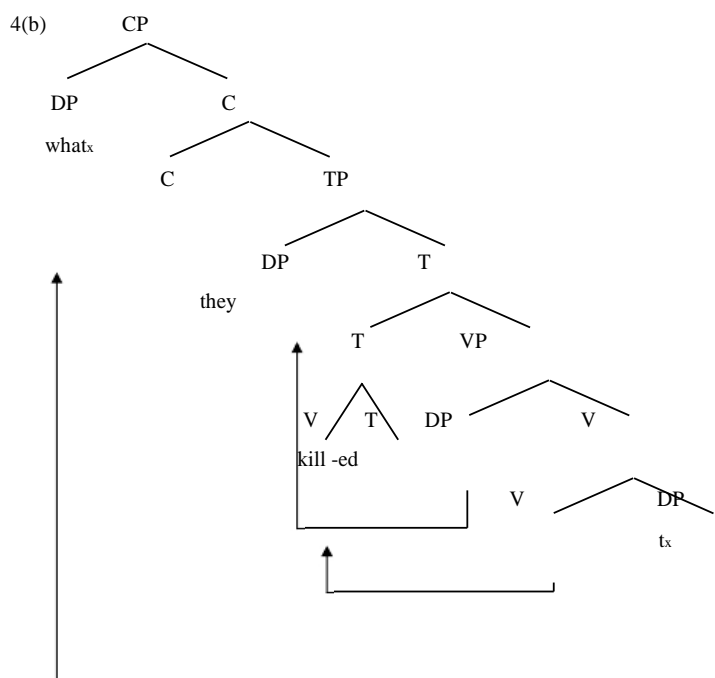 4(b) CP
DP C
whatx
C TP
DP T
they
T VP
V T DP V
kill -ed
V DP
tx